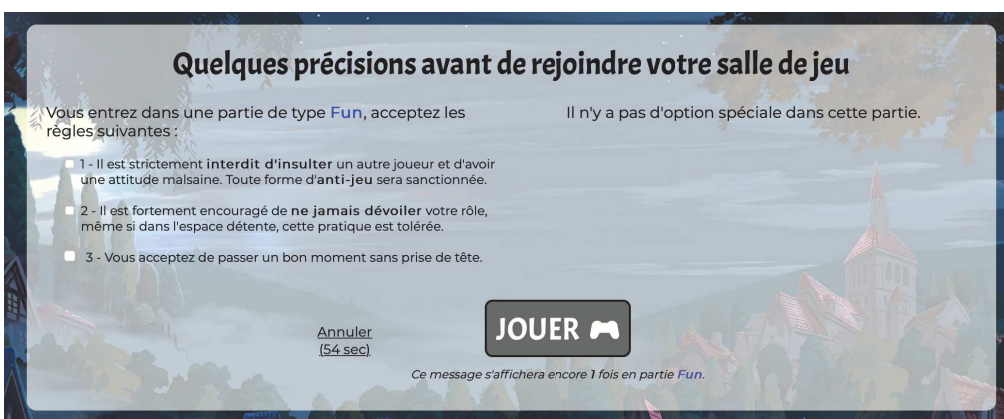 Quelques précisions avant de rejoindre votre salle de jeu
Vous entrez dans une partie de type Fun, acceptez les
règles suivantes :
1 - Il est strictement interdit d'insulter un autre joueur et d'avoir
une attitude malsaine. Toute forme d'anti-jeu sera sanctionnée.
2 - Il est fortement encouragé de ne jamais dévoiler votre rôle,
même si dans l'espace détente, cette pratique est tolérée.
3 - Vous acceptez de passer un bon moment sans prise de tête.
Il n'y a pas d'option spéciale dans cette partie.
Annuler
(54 sec)
JOUER
Ce message s'affichera encore 1 fois en partie Fun.